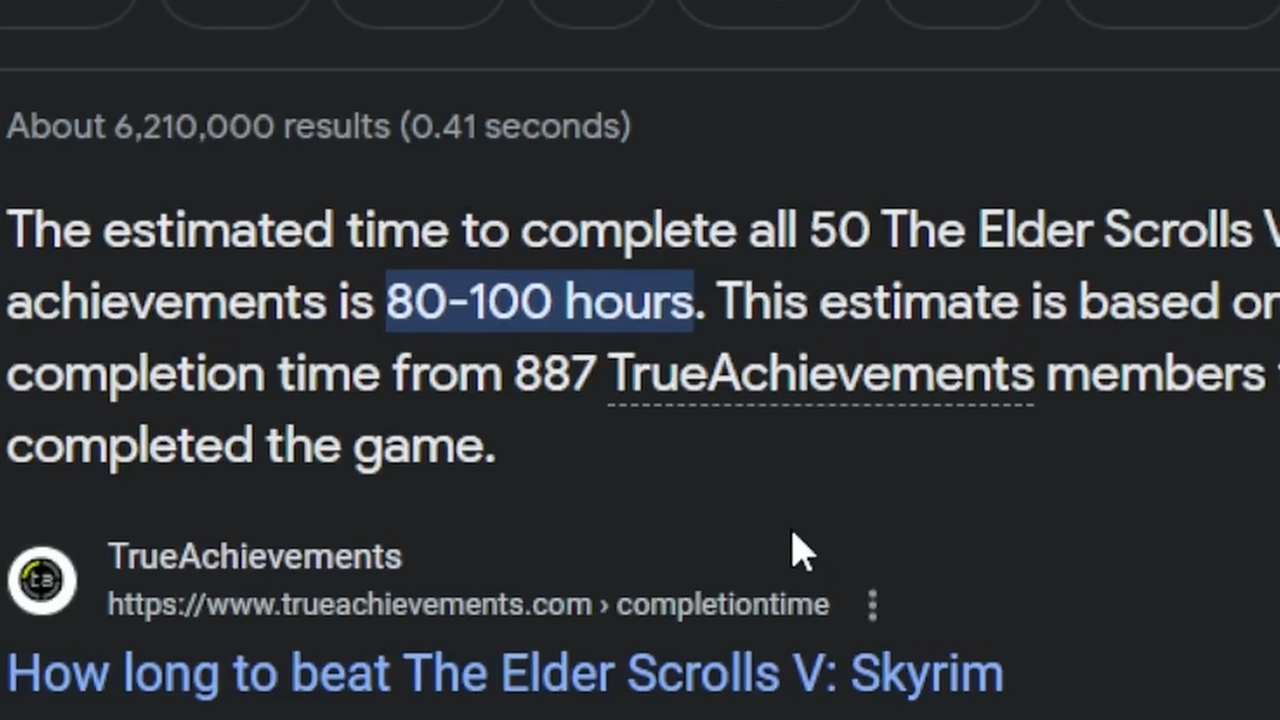 About 6,210,000 results (0.41 seconds)
The estimated time to complete all 50 The Elder Scrolls
achievements is 80-100 hours. This estimate is based on
completion time from 887 TrueAchievements members
completed the game.
ta
TrueAchievements
https://www.trueachievements.com › completiontime
How long to beat The Elder Scrolls V: Skyrim